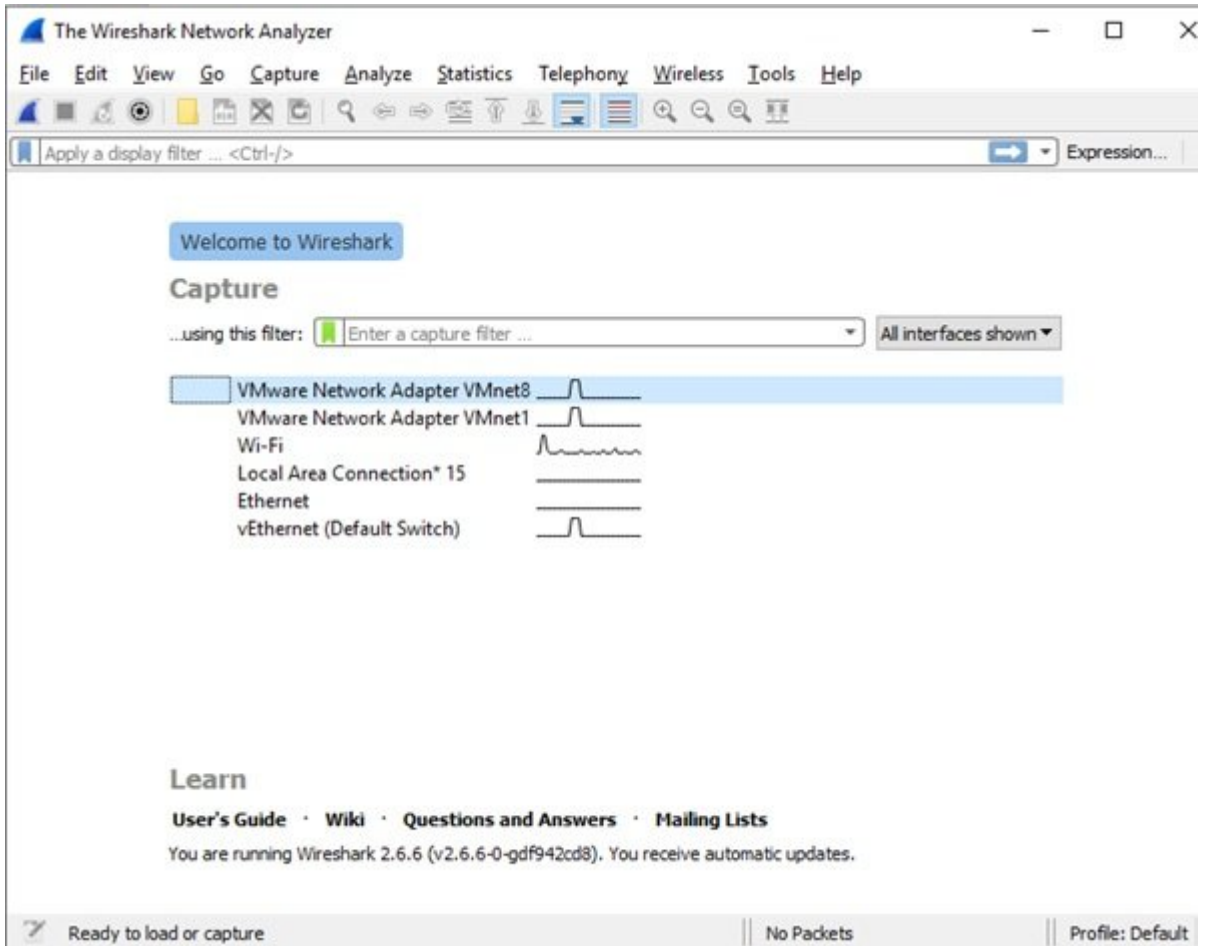 The Wireshark Network Analyzer
File Edit View Go Capture Analyze Statistics Telephony Wireless Tools Help
Apply a display filter ... <Ctrl-/>
Expression...
Welcome to Wireshark
Capture
...using this filter:
Enter a capture filter ...
All interfaces shown
VMware Network Adapter VMnet8
VMware Network Adapter VMnet1
Wi-Fi
Local Area Connection* 15
Ethernet
vEthernet (Default Switch)
Learn
User's Guide · Wiki · Questions and Answers · Mailing Lists
You are running Wireshark 2.6.6 (v2.6.6-0-gdf942cd8). You receive automatic updates.
Ready to load or capture
No Packets
Profile: Default